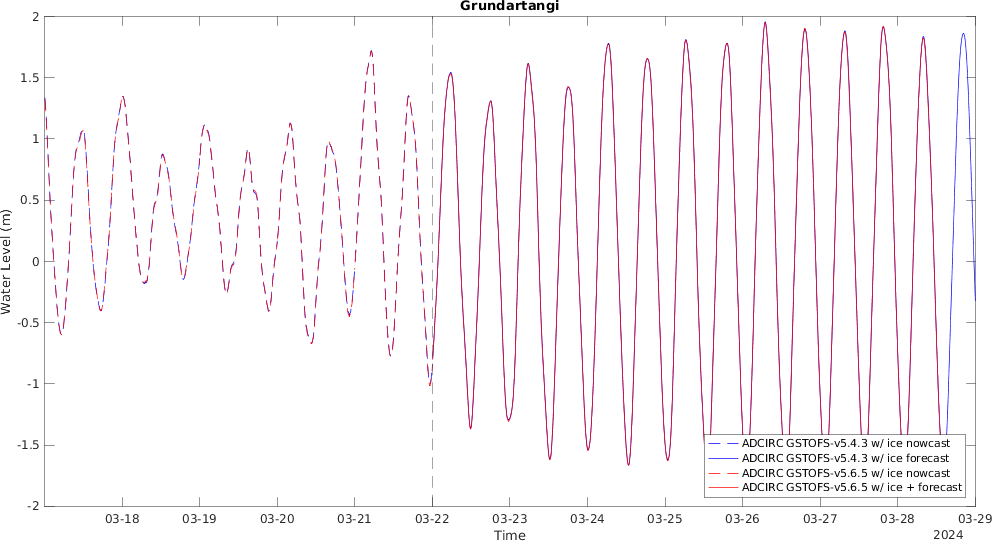 Grundartangi
Water Level (m)
2
1.5
1
0.5
0
-0.5
-1
-1.5
-2
ADCIRC GSTOFS-v5.4.3 w/ ice nowcast
ADCIRC GSTOFS-v5.4.3 w/ ice forecast
ADCIRC GSTOFS-v5.6.5 w/ ice nowcast
ADCIRC GSTOFS-v5.6.5 w/ ice + forecast
03-18 03-19 03-20 03-21 03-22 03-23 03-24 03-25 03-26 03-27 03-28 03-29
Time
2024